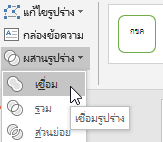 แก้ไขรูปร่าง
กล่องข้อความ
ผสานรูปร่าง
กขค
เชื่อม
รวม
เชื่อมรูปร่าง
ส่วนย่อย